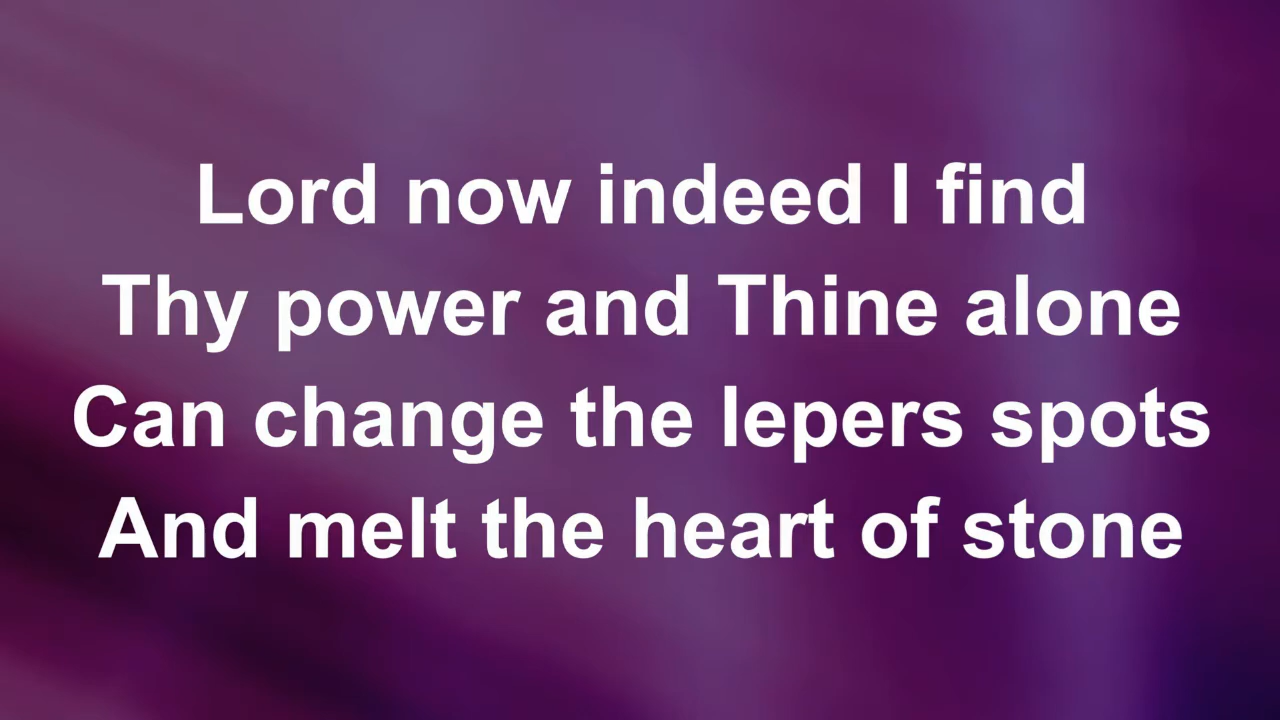 Lord now indeed I find
Thy power and Thine alone
Can change the lepers spots
And melt the heart of stone